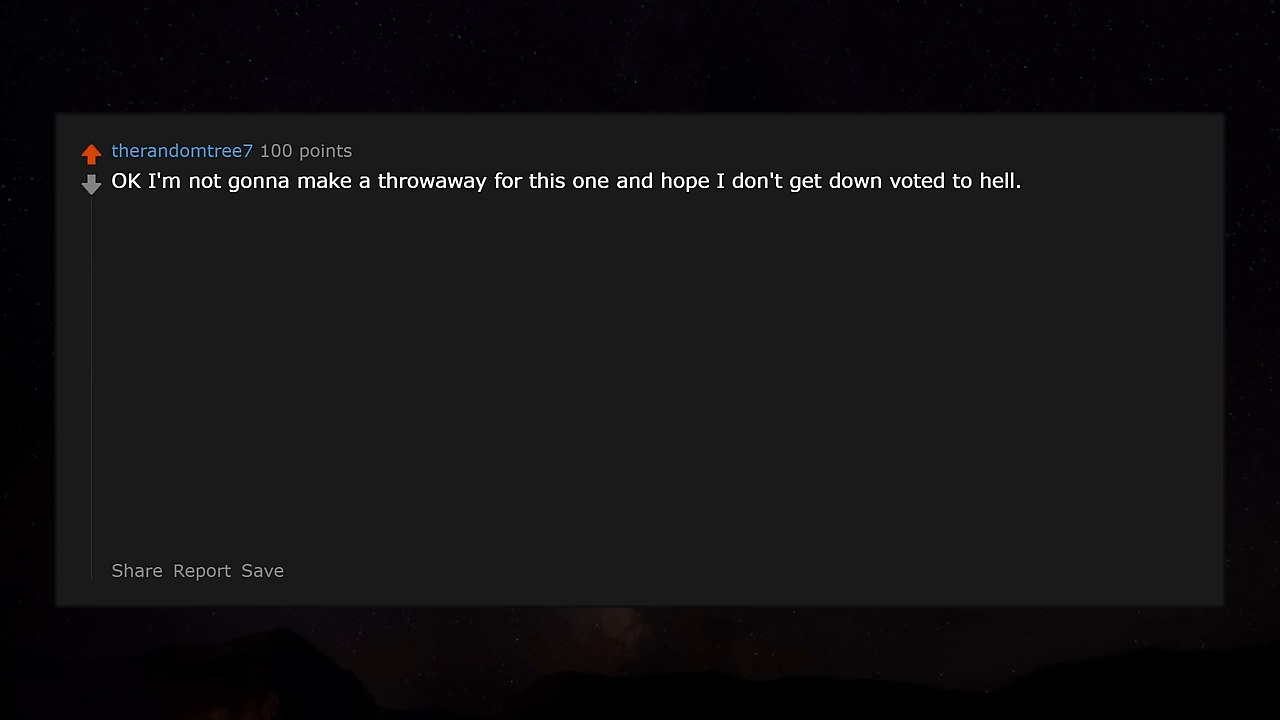 therandomtree7 100 points
OK I'm not gonna make a throwaway for this one and hope I don't get down voted to hell.
Share Report Save